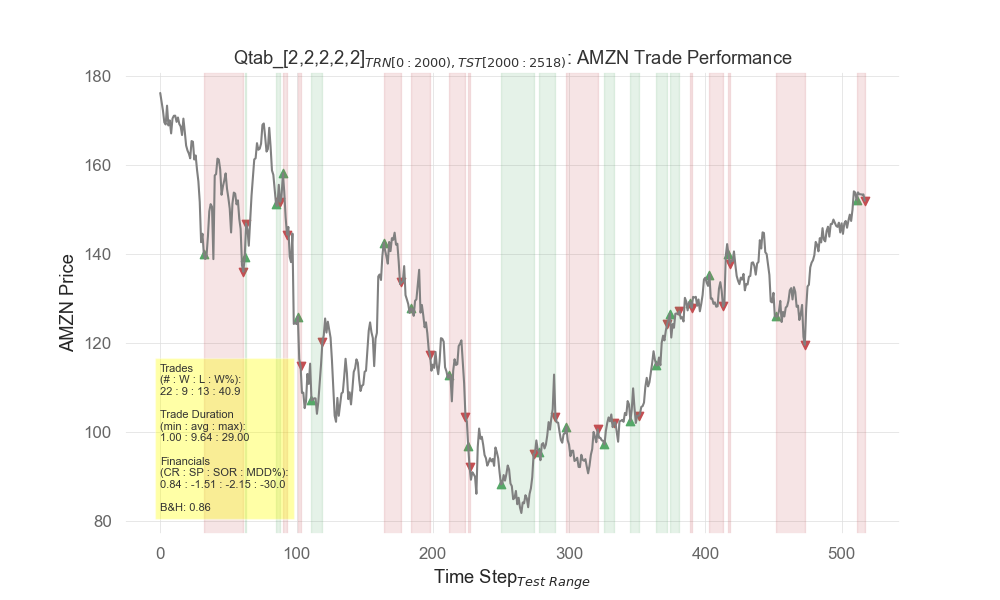 Qtab_[2,2,2,2,2]TRN[0 : 2000), TST[2000 : 2518) : AMZN Trade Performance
180
160
140
120
100
80
AMZN Price
Trades
(# : W : L : W%):
22 : 9 : 13 : 40.9
Trade Duration
(min : avg : max):
1.00 : 9.64 : 29.00
Financials
(CR : SP : SOR : MDD%):
0.84 : -1.51 : -2.15 : -30.0
B&H: 0.86
0 100 200 300 400 500
Time StepTest Range